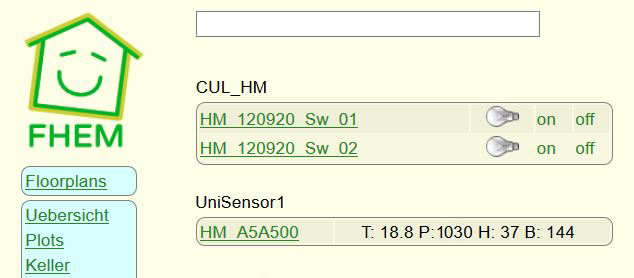 FHEM
Floorplans
Uebersicht
Plots
Keller
CUL_HM
HM_120920_Sw_01 on off
HM_120920_Sw_02 on off
UniSensor1
HM_A5A500 T: 18.8 P:1030 H: 37 B: 144